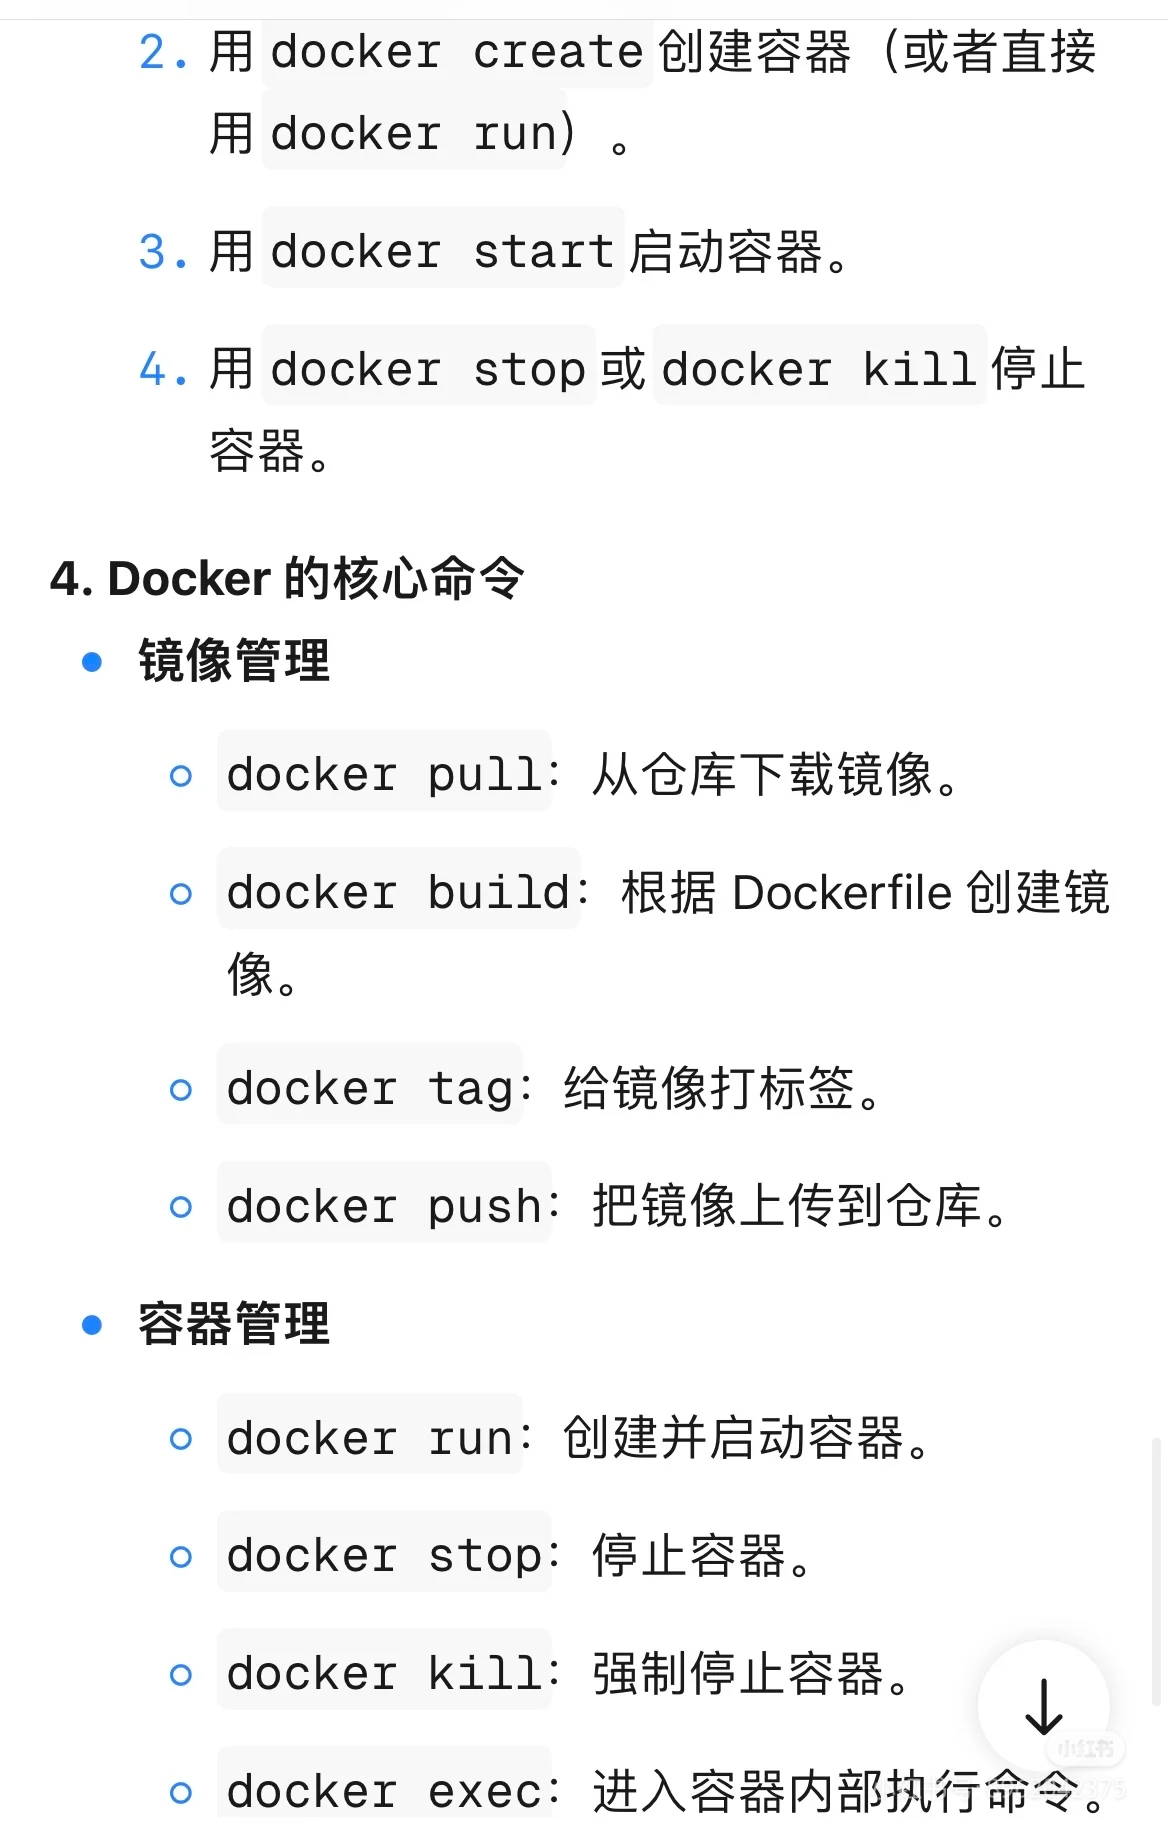 2. 用 docker create 创建容器（或者直接
用 docker run）。
3. 用 docker start 启动容器。
4. 用 docker stop 或 docker kill 停止
容器。
4. Docker 的核心命令
镜像管理
docker pull：从仓库下载镜像。
docker build：根据 Dockerfile 创建镜
像。
docker tag：给镜像打标签。
docker push：把镜像上传到仓库。
容器管理
docker run：创建并启动容器。
docker stop：停止容器。
docker kill：强制停止容器。
小红书
docker exec：进入容器内部执行命令。